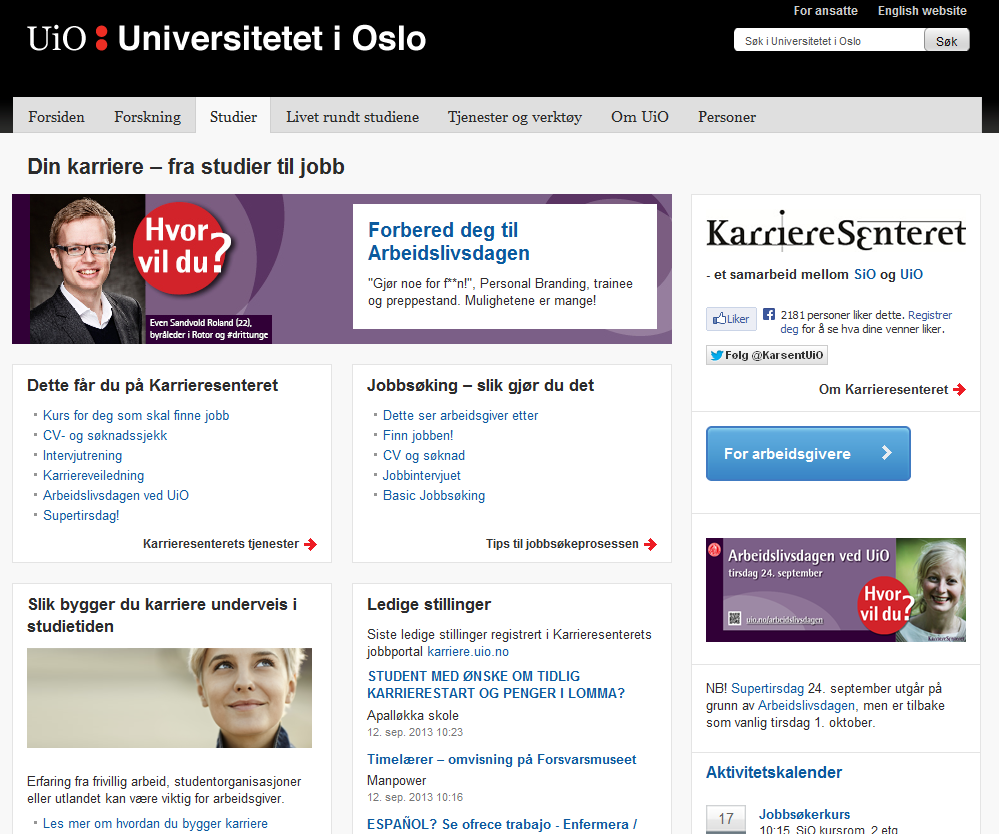 For ansatte English website
UiO : Universitetet i Oslo
Søk i Universitetet i Oslo Søk
Forsiden Forskning Studier Livet rundt studiene Tjenester og verktøy Om UiO Personer
Din karriere – fra studier til jobb
Hvor
vil du?
Even Sandvold Roland (22),
byråleder i Rotor og #drittunge
Forbered deg til
Arbeidslivsdagen
"Gjør noe for f**n!", Personal Branding, trainee
og preppestand. Mulighetene er mange!
Dette får du på Karrieresenteret
Kurs for deg som skal finne jobb
CV- og søknadssjekk
Intervjutrening
Karriereveiledning
Arbeidslivsdagen ved UiO
Supertirsdag!
Karrieresenterets tjenester
Jobbsøking – slik gjør du det
Dette ser arbeidsgiver etter
Finn jobben!
CV og søknad
Jobbintervjuet
Basic Jobbsøking
Tips til jobbsøkeprosessen
Slik bygger du karriere underveis i
studietiden
Erfaring fra frivillig arbeid, studentorganisasjoner
eller utlandet kan være viktig for arbeidsgiver.
Les mer om hvordan du bygger karriere
Ledige stillinger
Siste ledige stillinger registrert i Karrieresenterets
jobbportal karriere.uio.no
STUDENT MED ØNSKE OM TIDLIG
KARRIERESTART OG PENGER I LOMMA?
Apalløkka skole
12. sep. 2013 10:23
Timelærer – omvisning på Forsvarsmuseet
Manpower
12. sep. 2013 10:16
ESPAÑOL? Se ofrece trabajo - Enfermera /
KarriereSenteret
- et samarbeid mellom SiO og UiO
Liker 2181 personer liker dette. Registrer
deg for å se hva dine venner liker.
Følg @KarsentUiO
Om Karrieresenteret
For arbeidsgivere
Arbeidslivsdagen ved UiO
tirsdag 24. september
Hvor
vil du?
uio.no/arbeidslivsdagen
KarriereSenteret
NB! Supertirsdag 24. september utgår på
grunn av Arbeidslivsdagen, men er tilbake
som vanlig tirsdag 1. oktober.
Aktivitetskalender
17 Jobbsøkerkurs
10:15, SiO kursrom, 2 etg